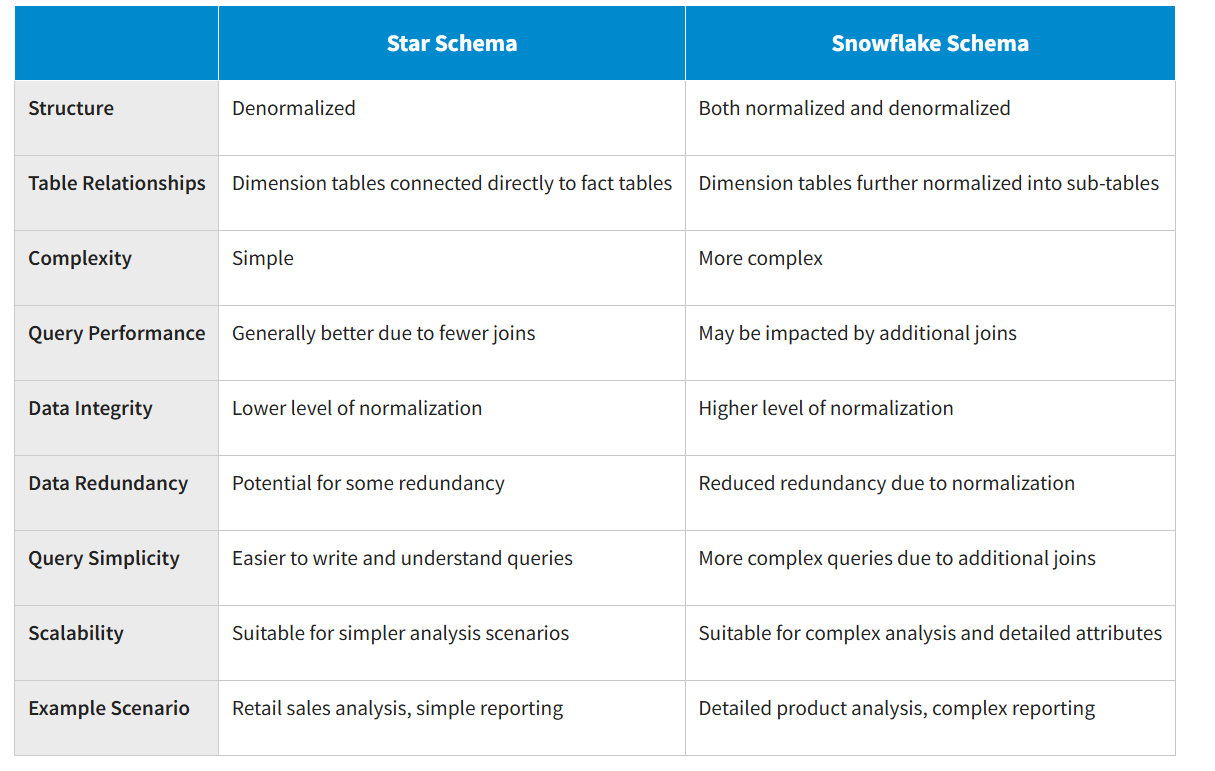 Star Schema Snowflake Schema
Structure Denormalized Both normalized and denormalized
Table Relationships Dimension tables connected directly to fact tables Dimension tables further normalized into sub-tables
Complexity Simple More complex
Query Performance Generally better due to fewer joins May be impacted by additional joins
Data Integrity Lower level of normalization Higher level of normalization
Data Redundancy Potential for some redundancy Reduced redundancy due to normalization
Query Simplicity Easier to write and understand queries More complex queries due to additional joins
Scalability Suitable for simpler analysis scenarios Suitable for complex analysis and detailed attributes
Example Scenario Retail sales analysis, simple reporting Detailed product analysis, complex reporting